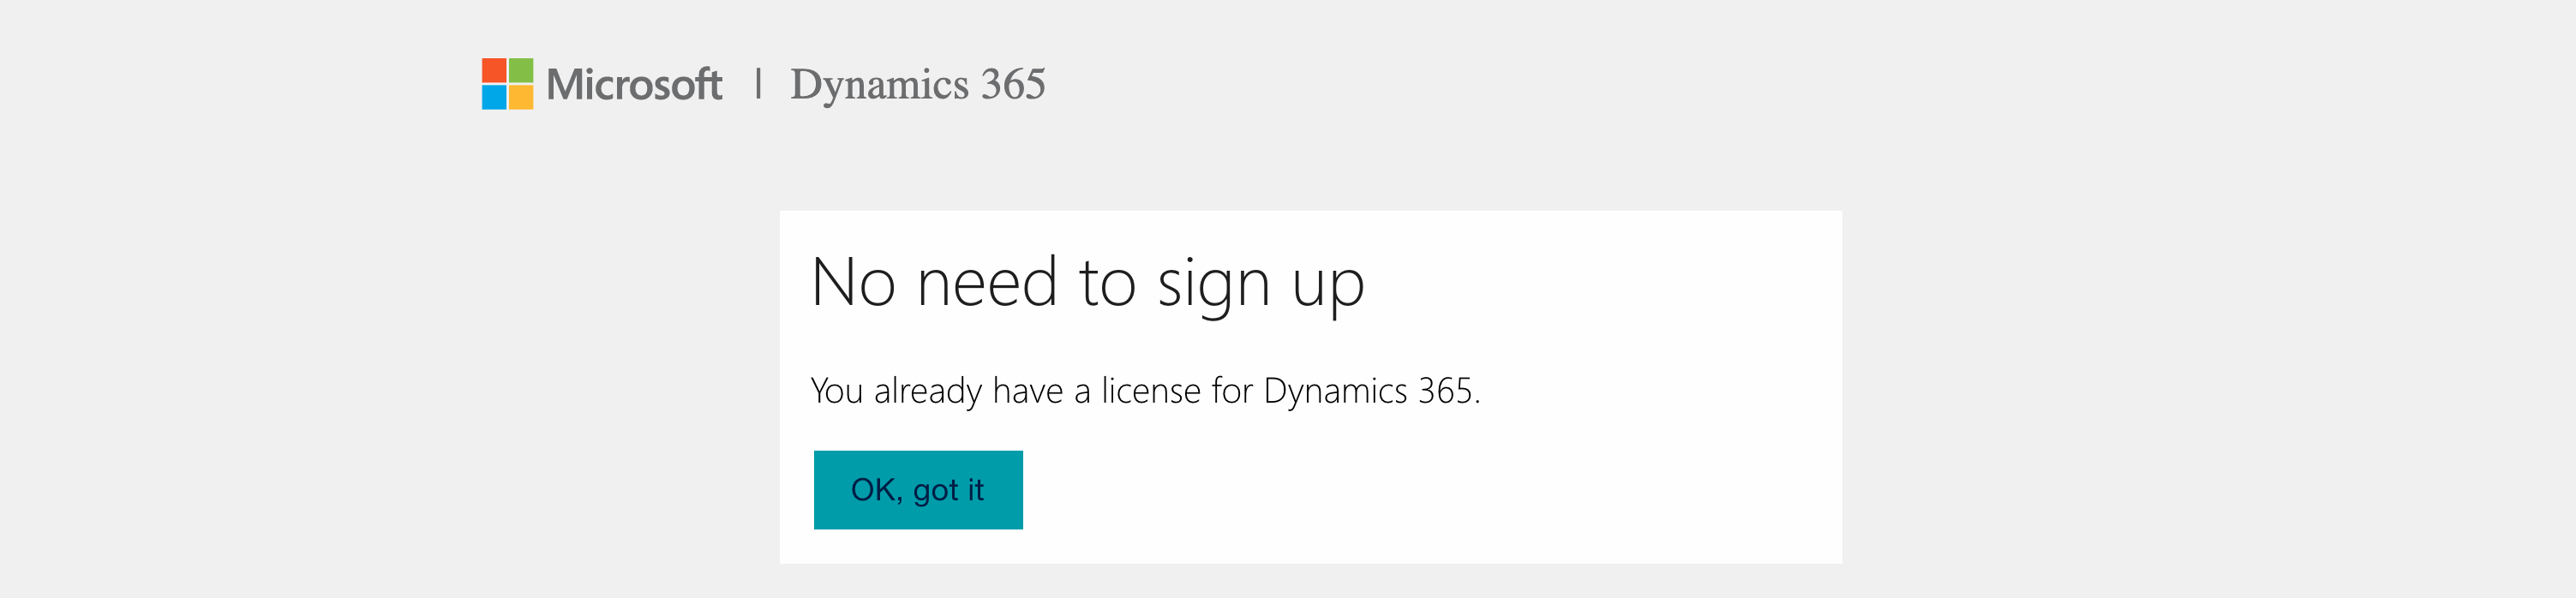 Microsoft | Dynamics 365
No need to sign up
You already have a license for Dynamics 365.
OK, got it